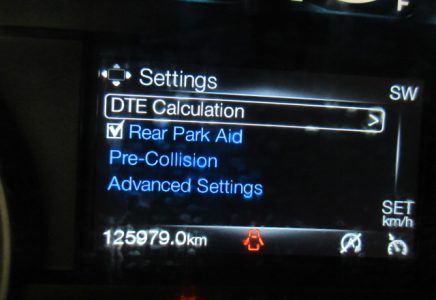 F
Settings
SW
DTE Calculation >
Rear Park Aid
Pre-Collision
Advanced Settings
SET
km/h
125979.0km